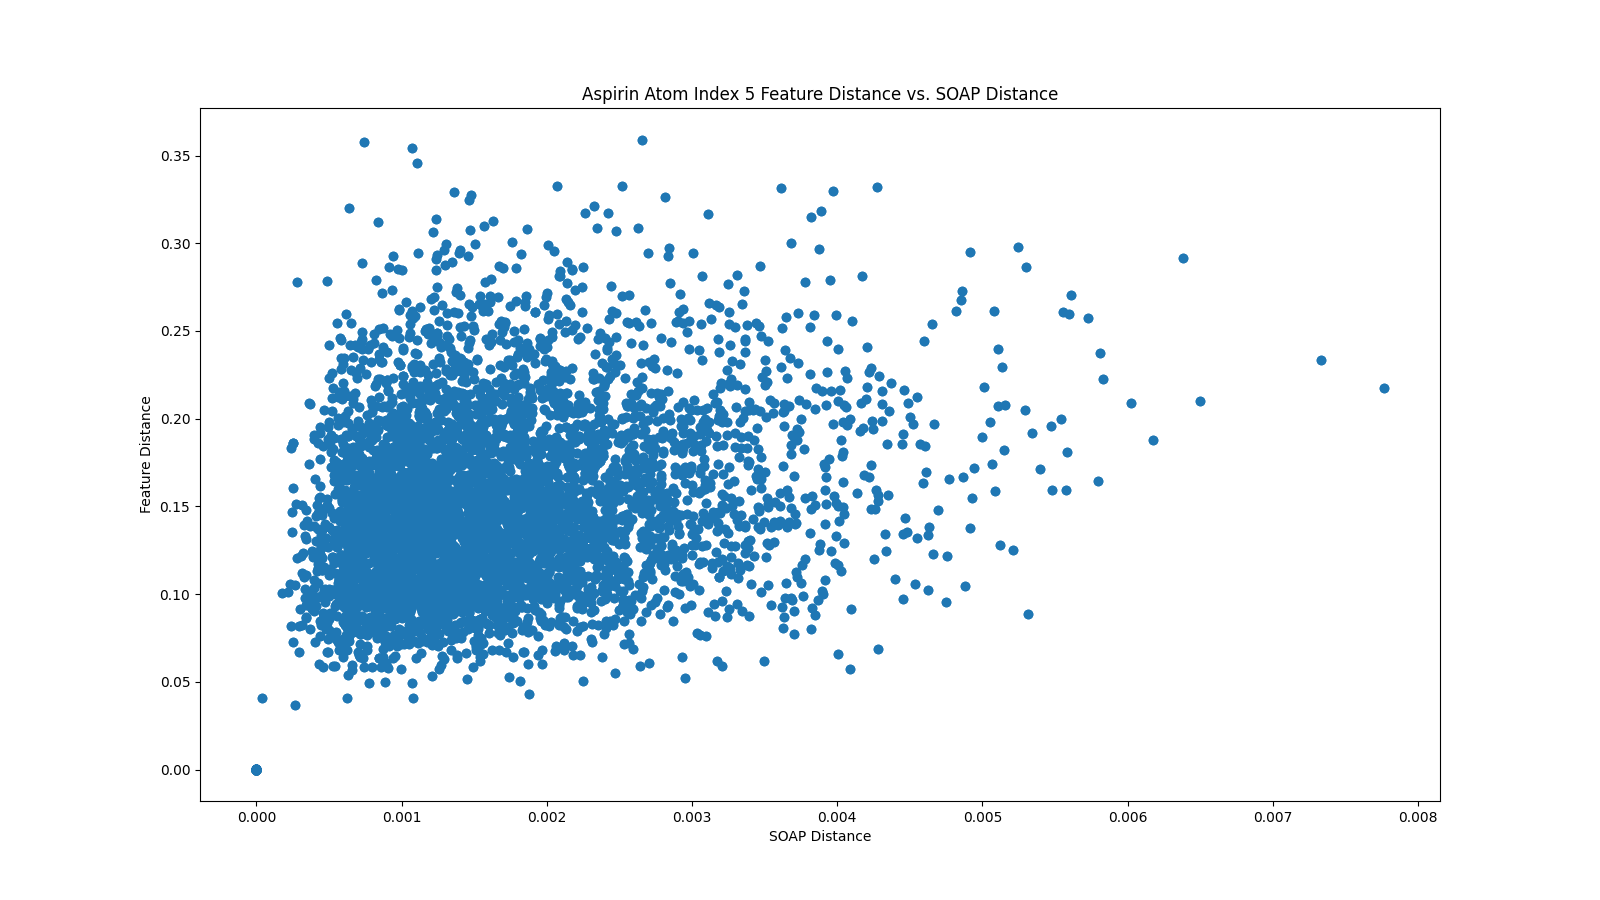 Aspirin Atom Index 5 Feature Distance vs. SOAP Distance
0.35
0.30
0.25
0.20
0.15
0.10
0.05
0.00
Feature Distance
0.000 0.001 0.002 0.003 0.004 0.005 0.006 0.007 0.008
SOAP Distance